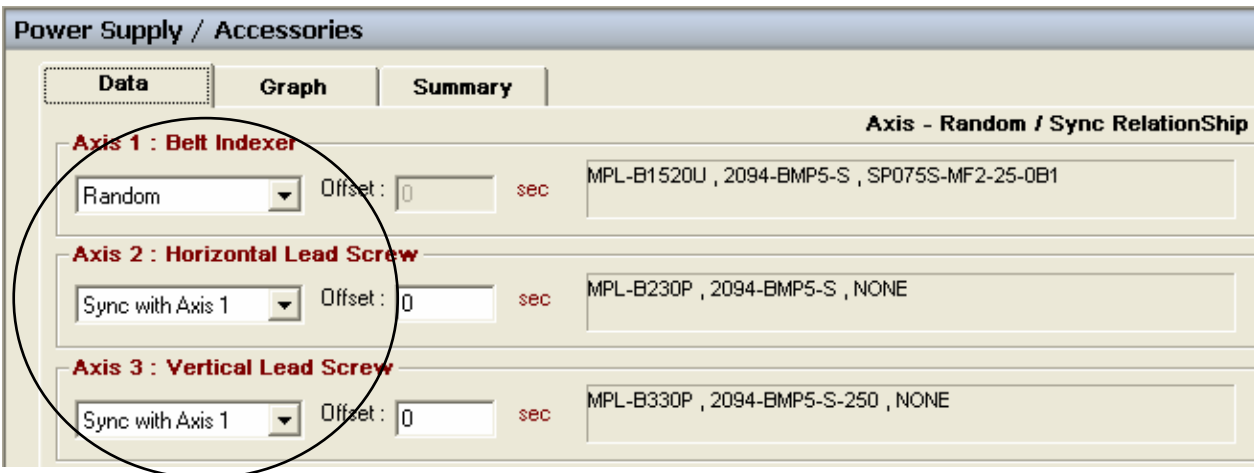 Power Supply / Accessories
Data Graph Summary
Axis - Random / Sync RelationShip
Axis 1 : Belt Indexer
Random Offset : 0 sec MPL-B1520U , 2094-BMP5-S , SP075S-MF2-25-0B1
Axis 2 : Horizontal Lead Screw
Sync with Axis 1 Offset : 0 sec MPL-B230P , 2094-BMP5-S , NONE
Axis 3 : Vertical Lead Screw
Sync with Axis 1 Offset : 0 sec MPL-B330P , 2094-BMP5-S-250 , NONE